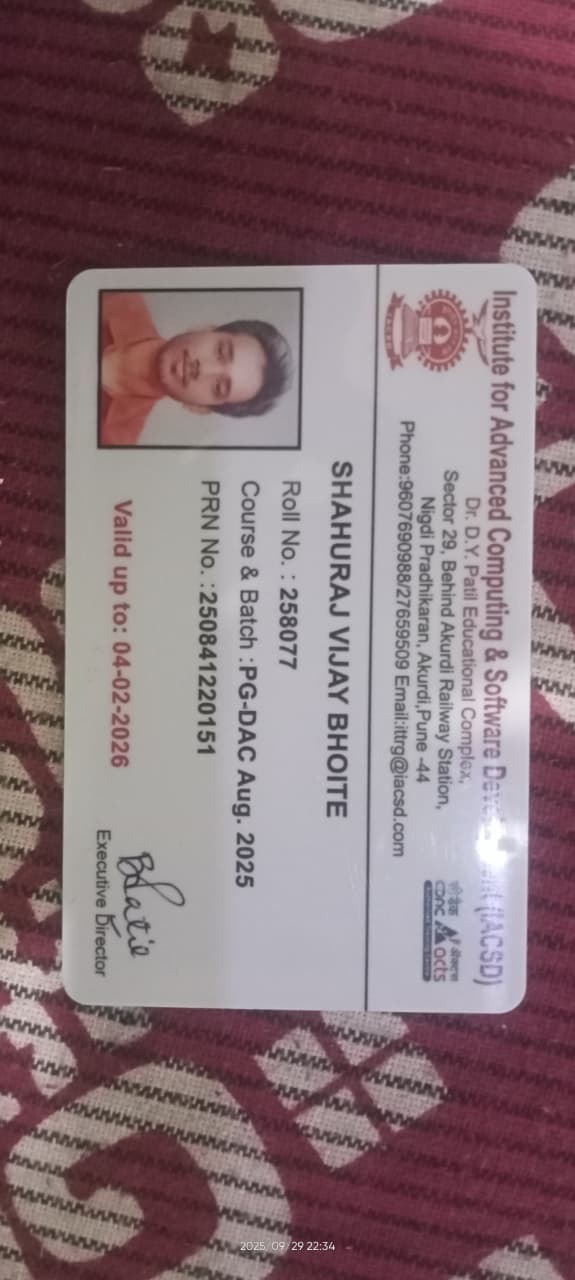 Institute for Advanced Computing & Software (IACSD)
Dr. D.Y. Patil Educational Complex,
Sector 29, Behind Akurdi Railway Station,
Nigdi Pradhikaran, Akurdi,Pune -44
Phone:9607690988/27659509 Email:ittrg@iacsd.com
सी डैक
CDAC acts
SHAHURAJ VIJAY BHOITE
Roll No. : 258077
Course & Batch :PG-DAC Aug. 2025
PRN No. :250841220151
Valid up to: 04-02-2026
Executive Director
2025/09/29 22:34